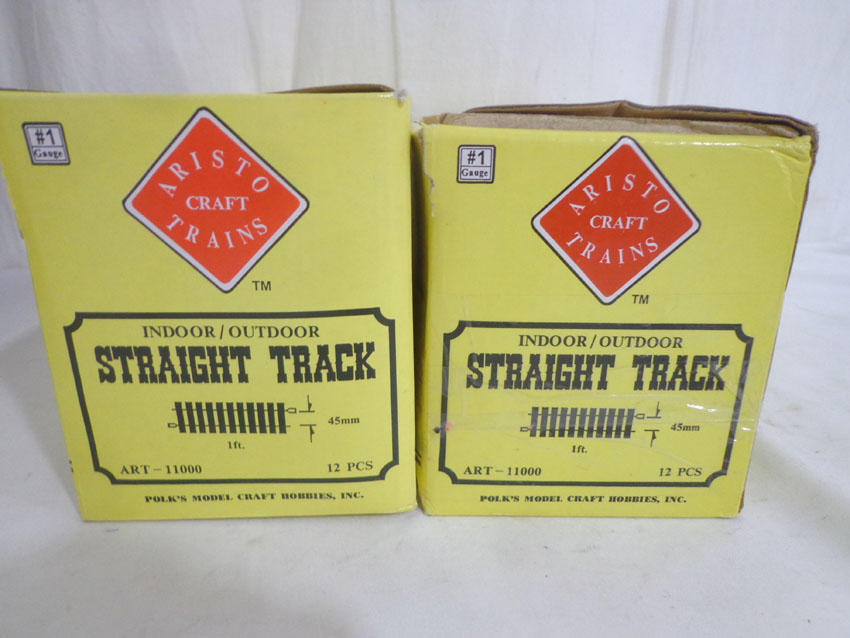 #1
Gauge
ARISTO
CRAFT
TRAINS
TM
INDOOR/OUTDOOR
STRAIGHT TRACK
45mm
1ft.
ART-11000 12 PCS
POLK'S MODEL CRAFT HOBBIES, INC.
#1
Gauge
ARISTO
CRAFT
TRAINS
TM
INDOOR/OUTDOOR
STRAIGHT TRACK
45mm
1ft.
ART-11000 12 PCS
POLK'S MODEL CRAFT HOBBIES, INC.